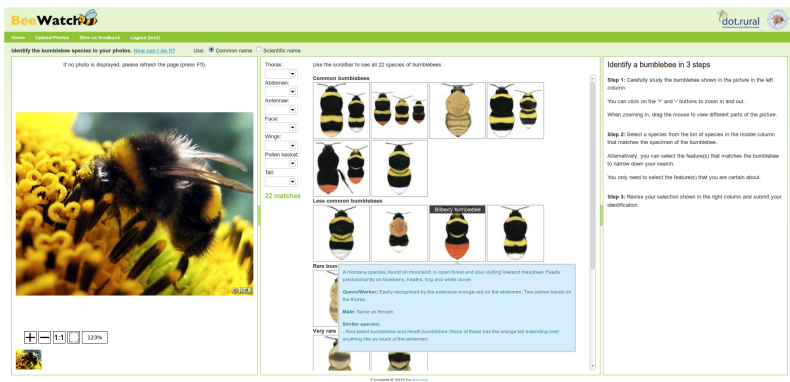 BeeWatch
dot.rural
Home Upload Photos Give us feedback Logout (test)
Identify the bumblebee species in your photos. How can I do it? Use: Common name Scientific name
If no photo is displayed, please refresh the page (press F5).
© REX
123%
1:1
Thorax:
Abdomen:
Antennae:
Face:
Wings:
Pollen basket:
Tail:
22 matches
Use the scrollbar to see all 22 species of bumblebees
Common bumblebees
Less common bumblebees
Bilberry bumblebee
Rare bum
Very rare
A montane species, found on moorland, in open forest and also visiting lowland meadows. Feeds
predominantly on blueberry, heaths, ling and white clover.
Queen/Worker: Easily recognised by the extensive orange-red on the abdomen. Two yellow bands on
the thorax.
Male: Same as female.
Similar species:
- Red-tailed bumblebee and Heath bumblebee: None of these has the orange tail extending over
anything like as much of the abdomen.
Identify a bumblebee in 3 steps
Step 1: Carefully study the bumblebee shown in the picture in the left
column.
You can click on the '+' and '-' buttons to zoom in and out.
When zooming in, drag the mouse to view different parts of the picture.
Step 2: Select a species from the list of species in the middle column
that matches the specimen of the bumblebee.
Alternatively, you can select the feature(s) that matches the bumblebee
to narrow down your search.
You only need to select the feature(s) that you are certain about.
Step 3: Revise your selection shown in the right column and submit your
identification.
Copyright © 2012 by dot.rural